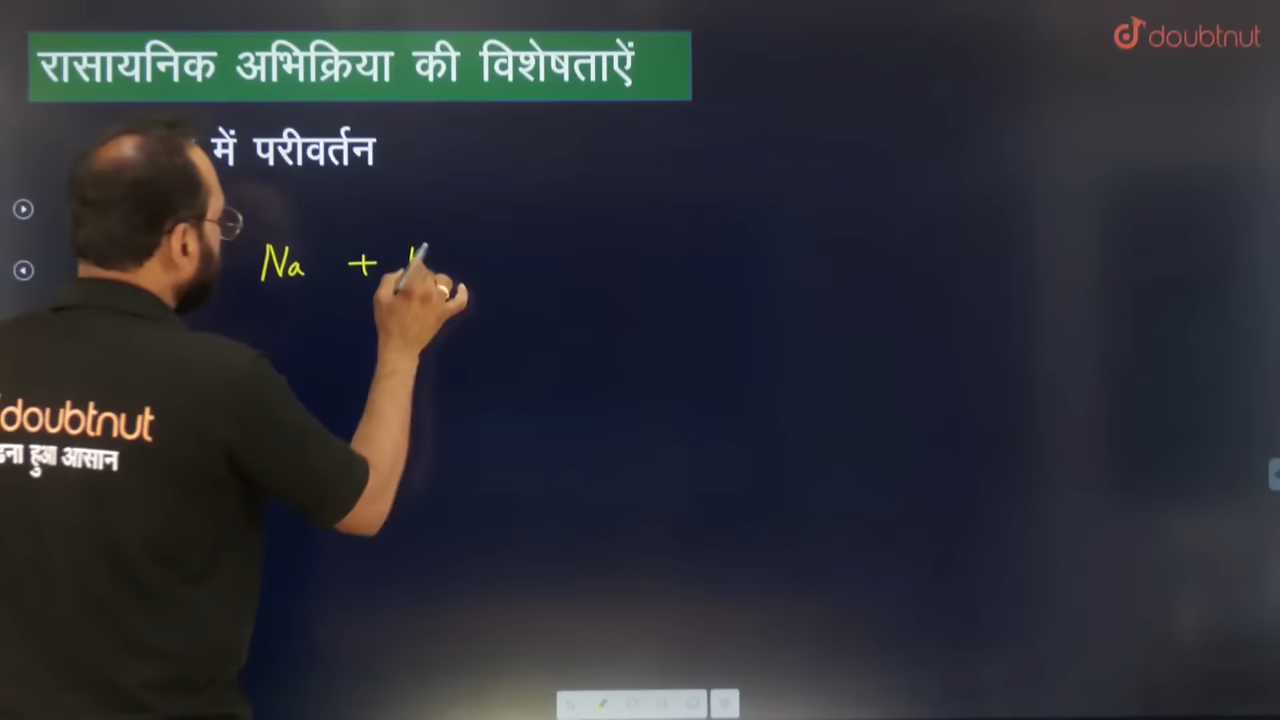 रासायनिक अभिक्रिया की विशेषताऐं
doubtnut
में परीवर्तन
Na +
doubtnut
हुआ आसान